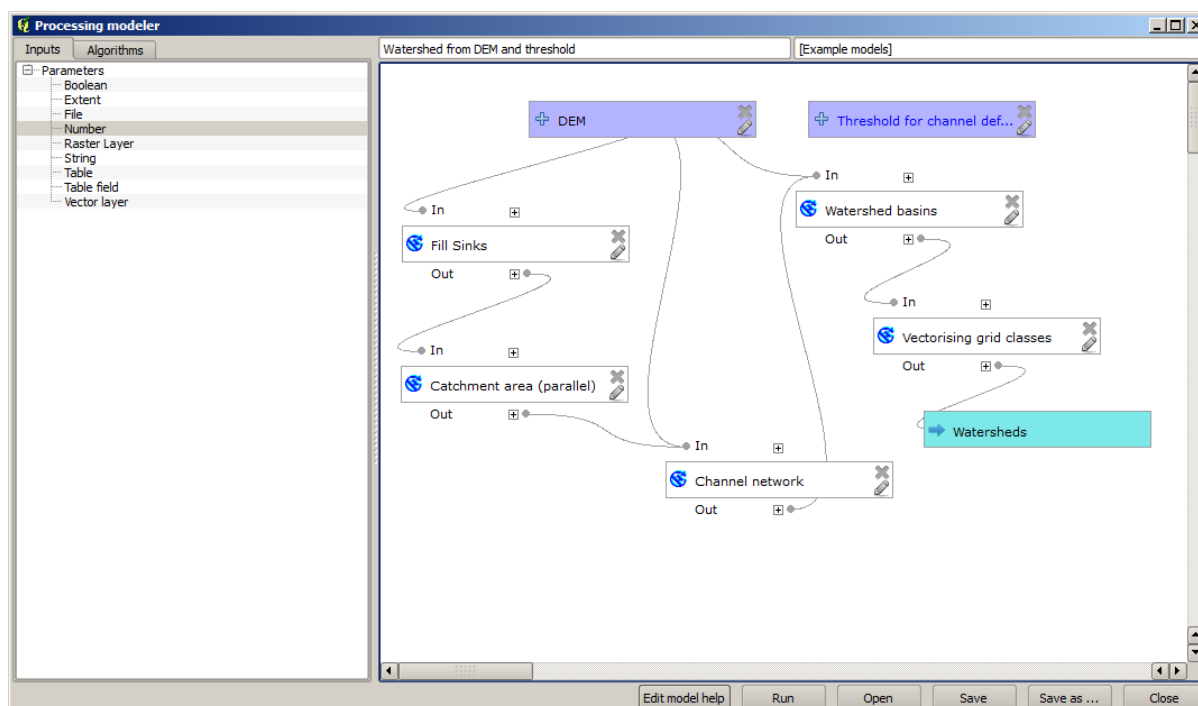 Processing modeler
Inputs
Algorithms
Parameters
Boolean
Extent
File
Number
Raster Layer
String
Table
Table field
Vector layer
Watershed from DEM and threshold
[Example models]
DEM
Threshold for channel def...
In
In
Fill Sinks
Watershed basins
Out
Out
In
Vectorising grid classes
In
Catchment area (parallel)
Out
Out
Watersheds
In
Channel network
Out
Edit model help
Run
Open
Save
Save as ...
Close